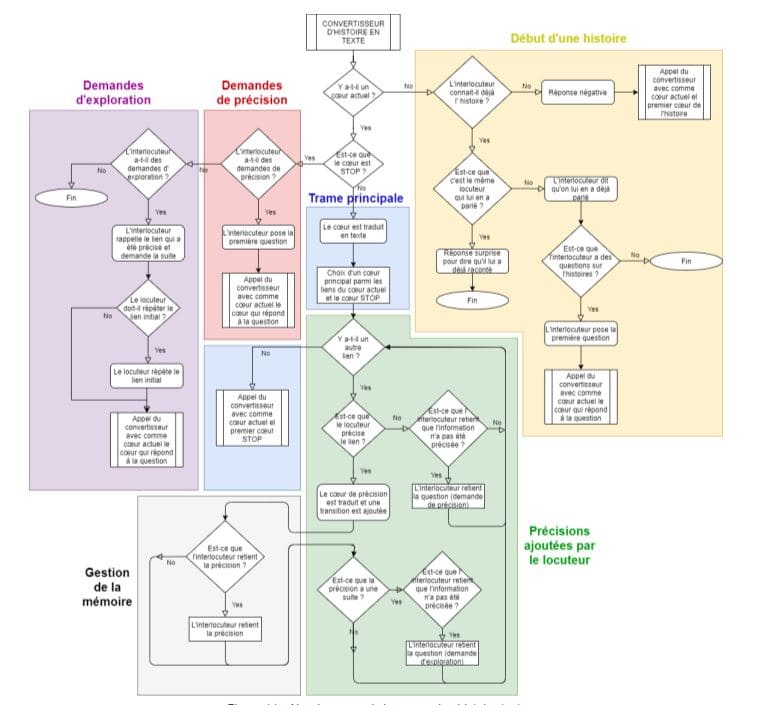 CONVERTISSEUR
D'HISTOIRE EN
TEXTE
Début d'une histoire
Y a-t-il un
cœur actuel ?
No
L'interlocuteur
connait-il déjà
l' histoire ?
No
Réponse négative
Appel du
convertisseur
avec comme
cœur actuel el
premier cœur de
l'histoire
Yes
Yes
Demandes
d'exploration
Demandes
de précision
L'interlocuteur
a-t-il des
demandes d'
exploration ?
No
Fin
L'interlocuteur
a-t-il des
demandes de
précision ?
No
Yes
Est-ce que
le cœur est
STOP ?
No
Est-ce que
c'est le même
locuteur
qui lui en a
parlé ?
No
L'interlocuteur dit
qu'on lui en a déjà
parlé
Yes
Yes
Trame principale
Yes
L'interlocuteur
rappelle le lien qui a
été précisé et
demande la suite
L'interlocuteur pose la
première question
Le cœur est traduit
en texte
Réponse surprise
pour dire qu'il lui a
déjà raconté
Fin
Est-ce que
l'interlocuteur a des
questions sur
l'histoires ?
No
Fin
Yes
Appel du
convertisseur
avec comme
cœur actuel le
cœur qui répond
à la question
Choix d'un cœur
principal parmi les
liens du cœur actuel
et le cœur STOP
Le locuteur
doit-il répéter le
lien initial ?
No
Yes
L'interlocuteur pose la
première question
Y a-t-il un
autre
lien ?
No
Yes
Le locuteur répète le
lien initial
Appel du
convertisseur
avec comme
cœur actuel le
cœur qui répond
à la question
Appel du
convertisseur
avec comme
cœur actuel el
premier cœur
STOP
Appel du
convertisseur
avec comme
cœur actuel le
cœur qui répond
à la question
Est-ce que
le locuteur
précise
le lien ?
No
Est-ce que l'
interlocuteur retient
que l'information
n'a pas été
précisée ?
No
Yes
Yes
Le cœur de précision
est traduit et une
transition est ajoutée
L'interlocuteur retient
la question (demande
de précision)
Précisions
ajoutées par
le locuteur
Gestion
de la
mémoire
Est-ce que
l'interlocuteur retient
la précision ?
No
Yes
L'interlocuteur retient
la précision
Est-ce que la
précision a une
suite ?
Yes
No
Est-ce que l'
interlocuteur retient
que l'information
n'a pas été
précisée ?
Yes
L'interlocuteur retient
la question (demande
d'exploration)